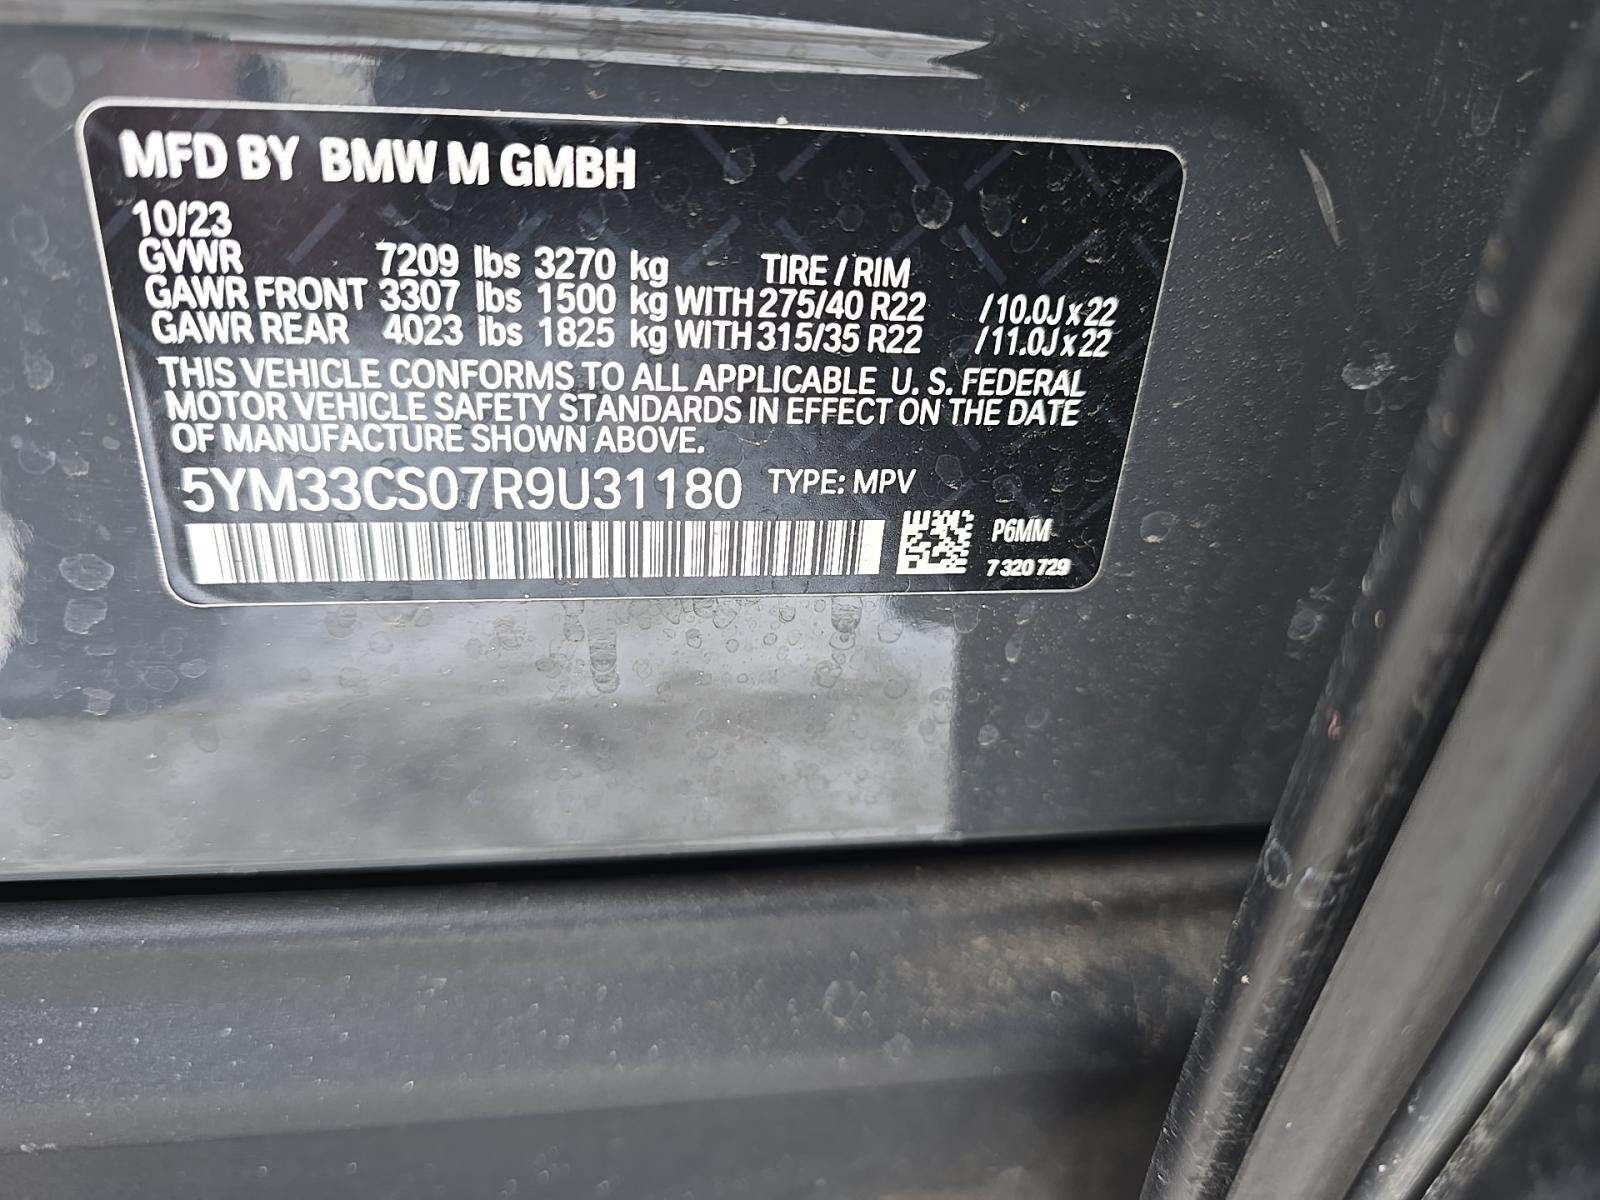 MFD BY BMW M GMBH
10/23
GVWR 7209 lbs 3270 kg TIRE / RIM
GAWR FRONT 3307 lbs 1500 kg WITH 275/40 R22 /10.0J x 22
GAWR REAR 4023 lbs 1825 kg WITH 315/35 R22 /11.0J x 22
THIS VEHICLE CONFORMS TO ALL APPLICABLE U. S. FEDERAL
MOTOR VEHICLE SAFETY STANDARDS IN EFFECT ON THE DATE
OF MANUFACTURE SHOWN ABOVE.
5YM33CS07R9U31180 TYPE: MPV
P6MM
7 320 729